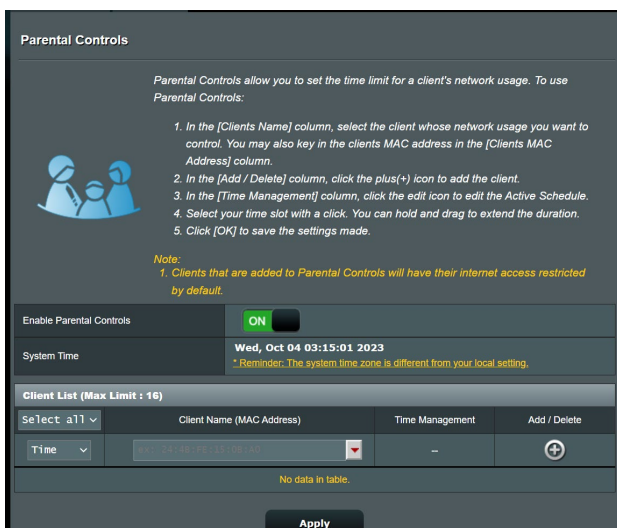 Parental Controls
Parental Controls allow you to set the time limit for a client's network usage. To use
Parental Controls:
1. In the [Clients Name] column, select the client whose network usage you want to
control. You may also key in the clients MAC address in the [Clients MAC
Address] column.
2. In the [Add / Delete] column, click the plus(+) icon to add the client.
3. In the [Time Management] column, click the edit icon to edit the Active Schedule.
4. Select your time slot with a click. You can hold and drag to extend the duration.
5. Click [OK] to save the settings made.
Note:
1. Clients that are added to Parental Controls will have their internet access restricted
by default.
Enable Parental Controls ON
System Time Wed, Oct 04 03:15:01 2023
* Reminder: The system time zone is different from your local setting.
Client List (Max Limit : 16)
Select all Client Name (MAC Address) Time Management Add / Delete
Time --
No data in table.
Apply